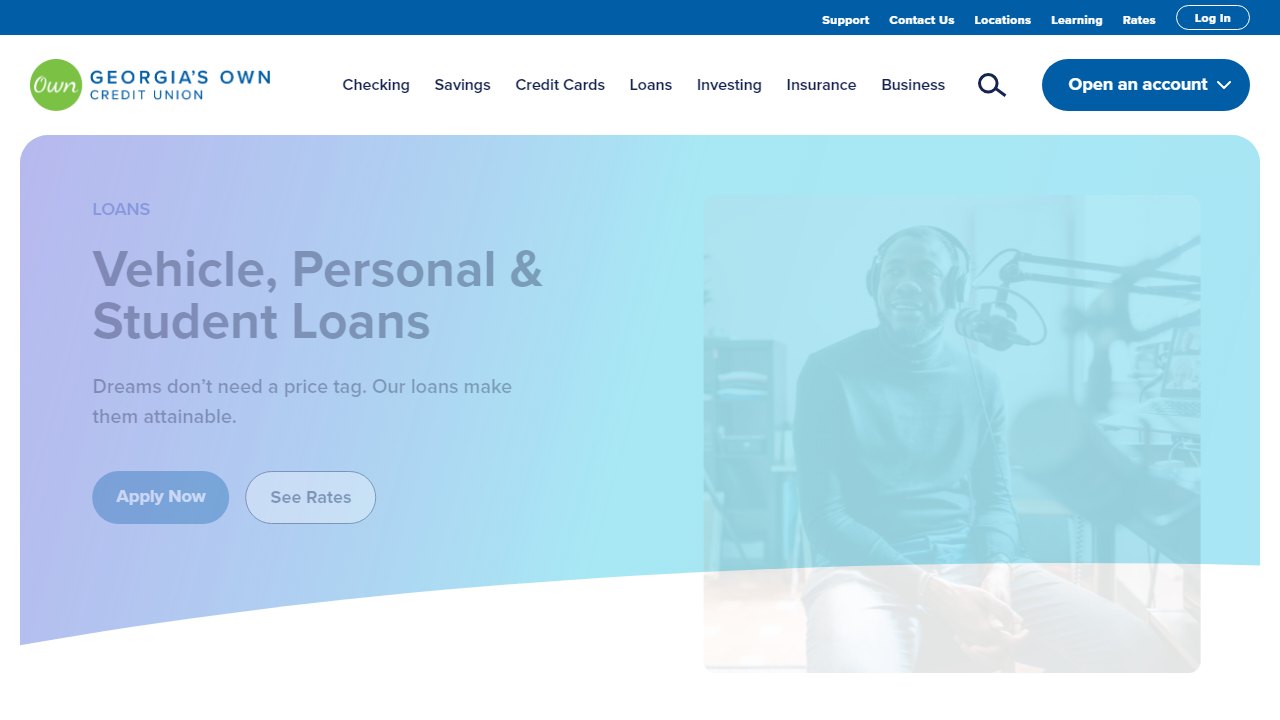 Support Contact Us Locations Learning Rates Log In
Own GEORGIA'S OWN
CREDIT UNION
Checking Savings Credit Cards Loans Investing Insurance Business Open an account
LOANS
Vehicle, Personal &
Student Loans
Dreams don’t need a price tag. Our loans make
them attainable.
Apply Now See Rates